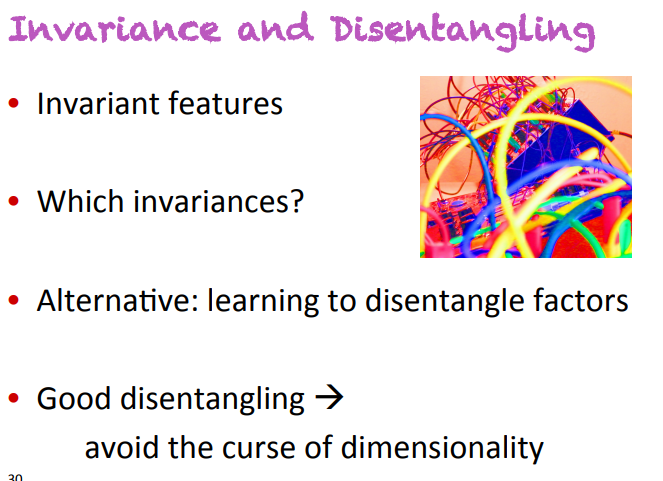 Invariance and Disentangling
• Invariant features
• Which invariances?
• Alternative: learning to disentangle factors
• Good disentangling →
avoid the curse of dimensionality
30